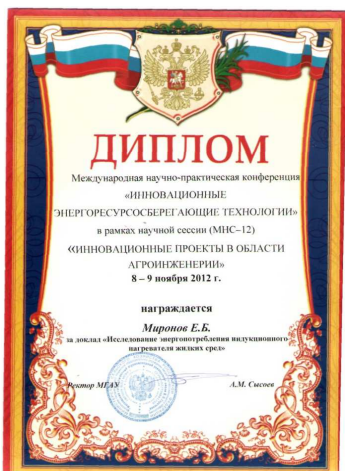 ДИПЛОМ
Международная научно-практическая конференция
«ИННОВАЦИОННЫЕ
ЭНЕРГОРЕСУРСОСБЕРЕГАЮЩИЕ ТЕХНОЛОГИИ»
в рамках научной сессии (МНС–12)
«ИННОВАЦИОННЫЕ ПРОЕКТЫ В ОБЛАСТИ
АГРОИНЖЕНЕРИИ»
8 – 9 ноября 2012 г.
награждается
Миронов Е.Б.
за доклад «Исследование энергопотребления индукционного
нагревателя жидких сред»
Ректор МГАУ А.М. Сысоев